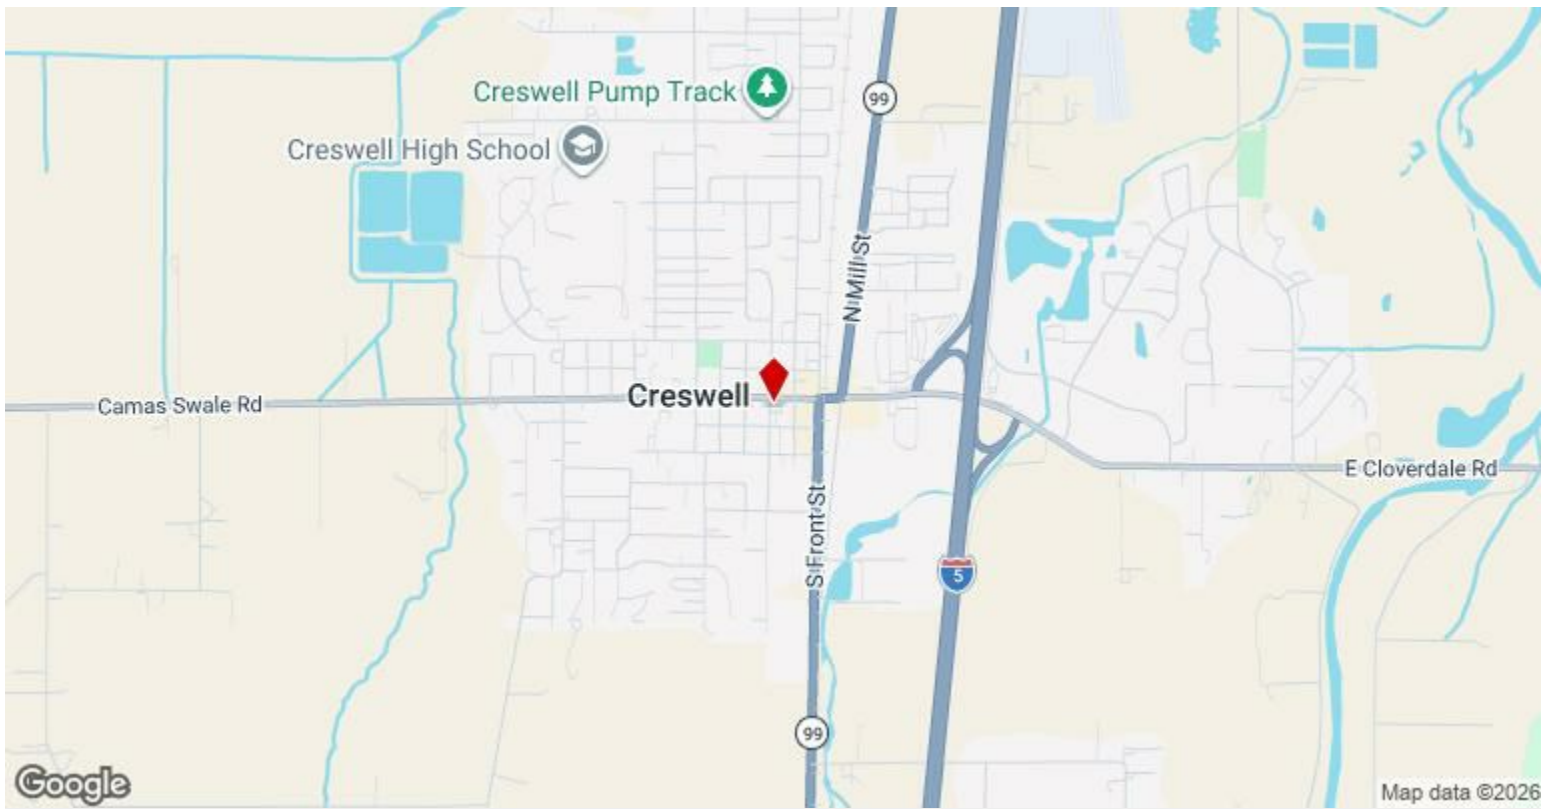 Creswell Pump Track
99
Creswell High School
N Mill St
Creswell
Camas Swale Rd
E Cloverdale Rd
S Front St
5
99
Google
Map data ©2026